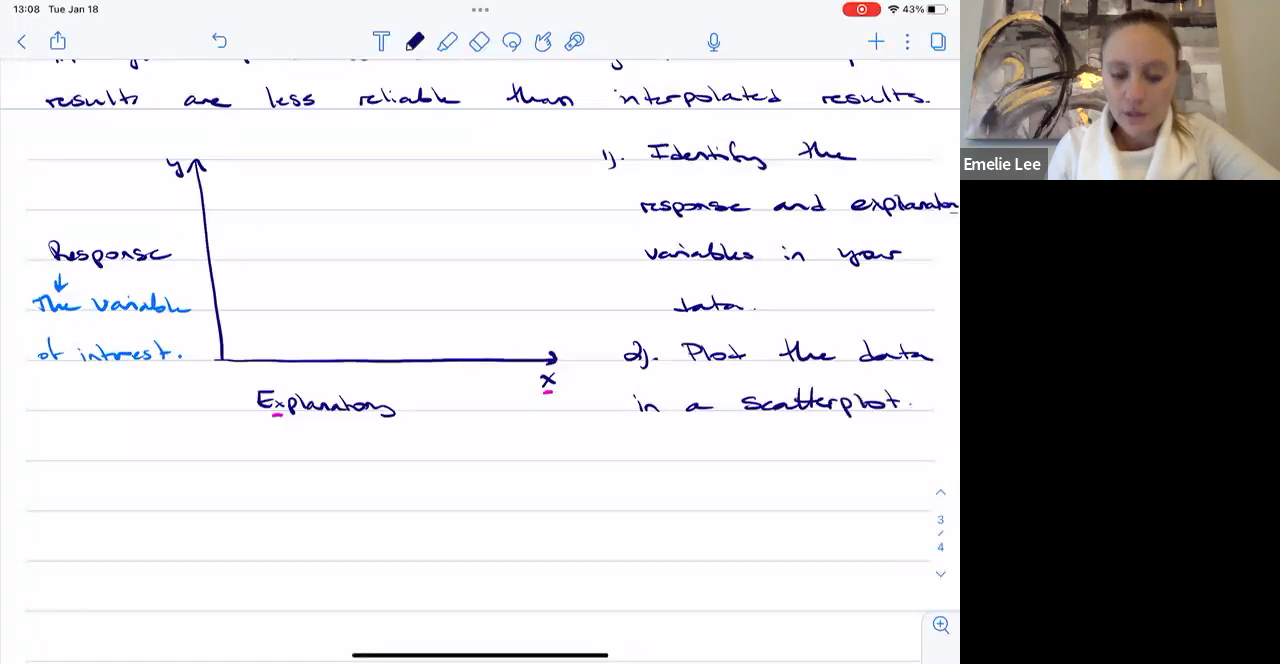 13:08 Tue Jan 18
43%
results are less reliable than interpolated results.
y
1). Identify the
response and explanatory
Response
variables in your
the variable
data.
of interest.
2). Plot the data
x
Explanatory
in a scatterplot.
3
/
4
Emelie Lee